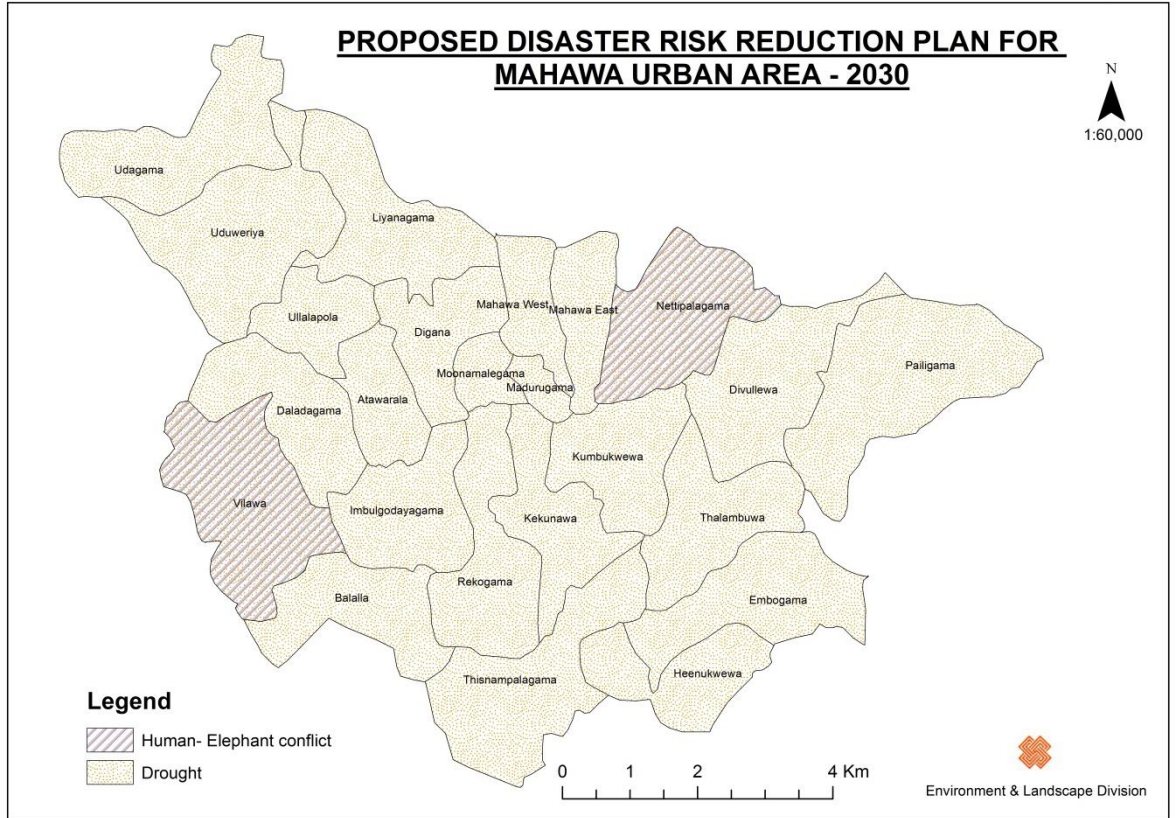 PROPOSED DISASTER RISK REDUCTION PLAN FOR
MAHAWA URBAN AREA - 2030
N
1:60,000
Udagama
Liyanagama
Uduweriya
Mahawa West
Mahawa East
Nettipalagama
Ullalapola
Digana
Pailigama
Moonamalegama
Madurugama
Divullewa
Atawarala
Daladagama
Kumbukwewa
Vilawa
Imbulgodayagama
Kekunawa
Thalambuwa
Rekogama
Balalla
Embogama
Heenukwewa
Thisnampalagama
Legend
Human- Elephant conflict
Drought
0 1 2 4 Km
Environment & Landscape Division